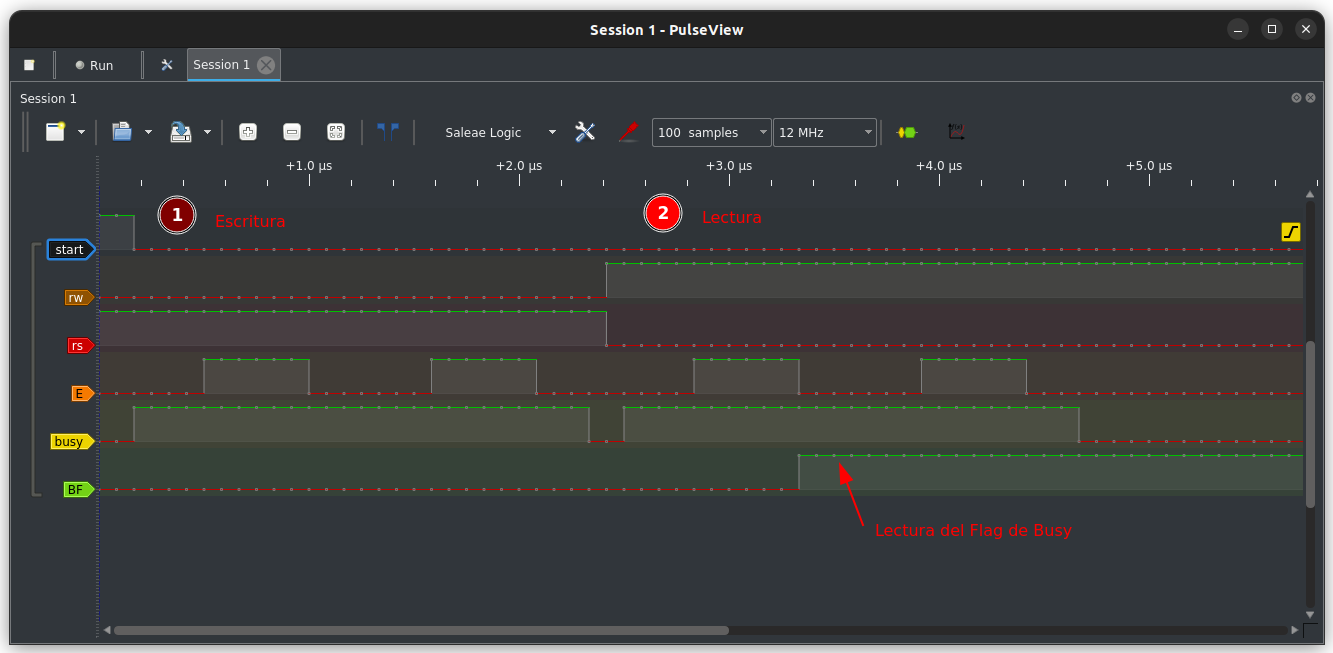 Session 1 - PulseView
Run
Session 1
Session 1
Saleae Logic
100 samples
12 MHz
f(x)
+1.0 µs
+2.0 µs
+3.0 µs
+4.0 µs
+5.0 µs
1
Escritura
2
Lectura
start
rw
rs
E
busy
BF
Lectura del Flag de Busy